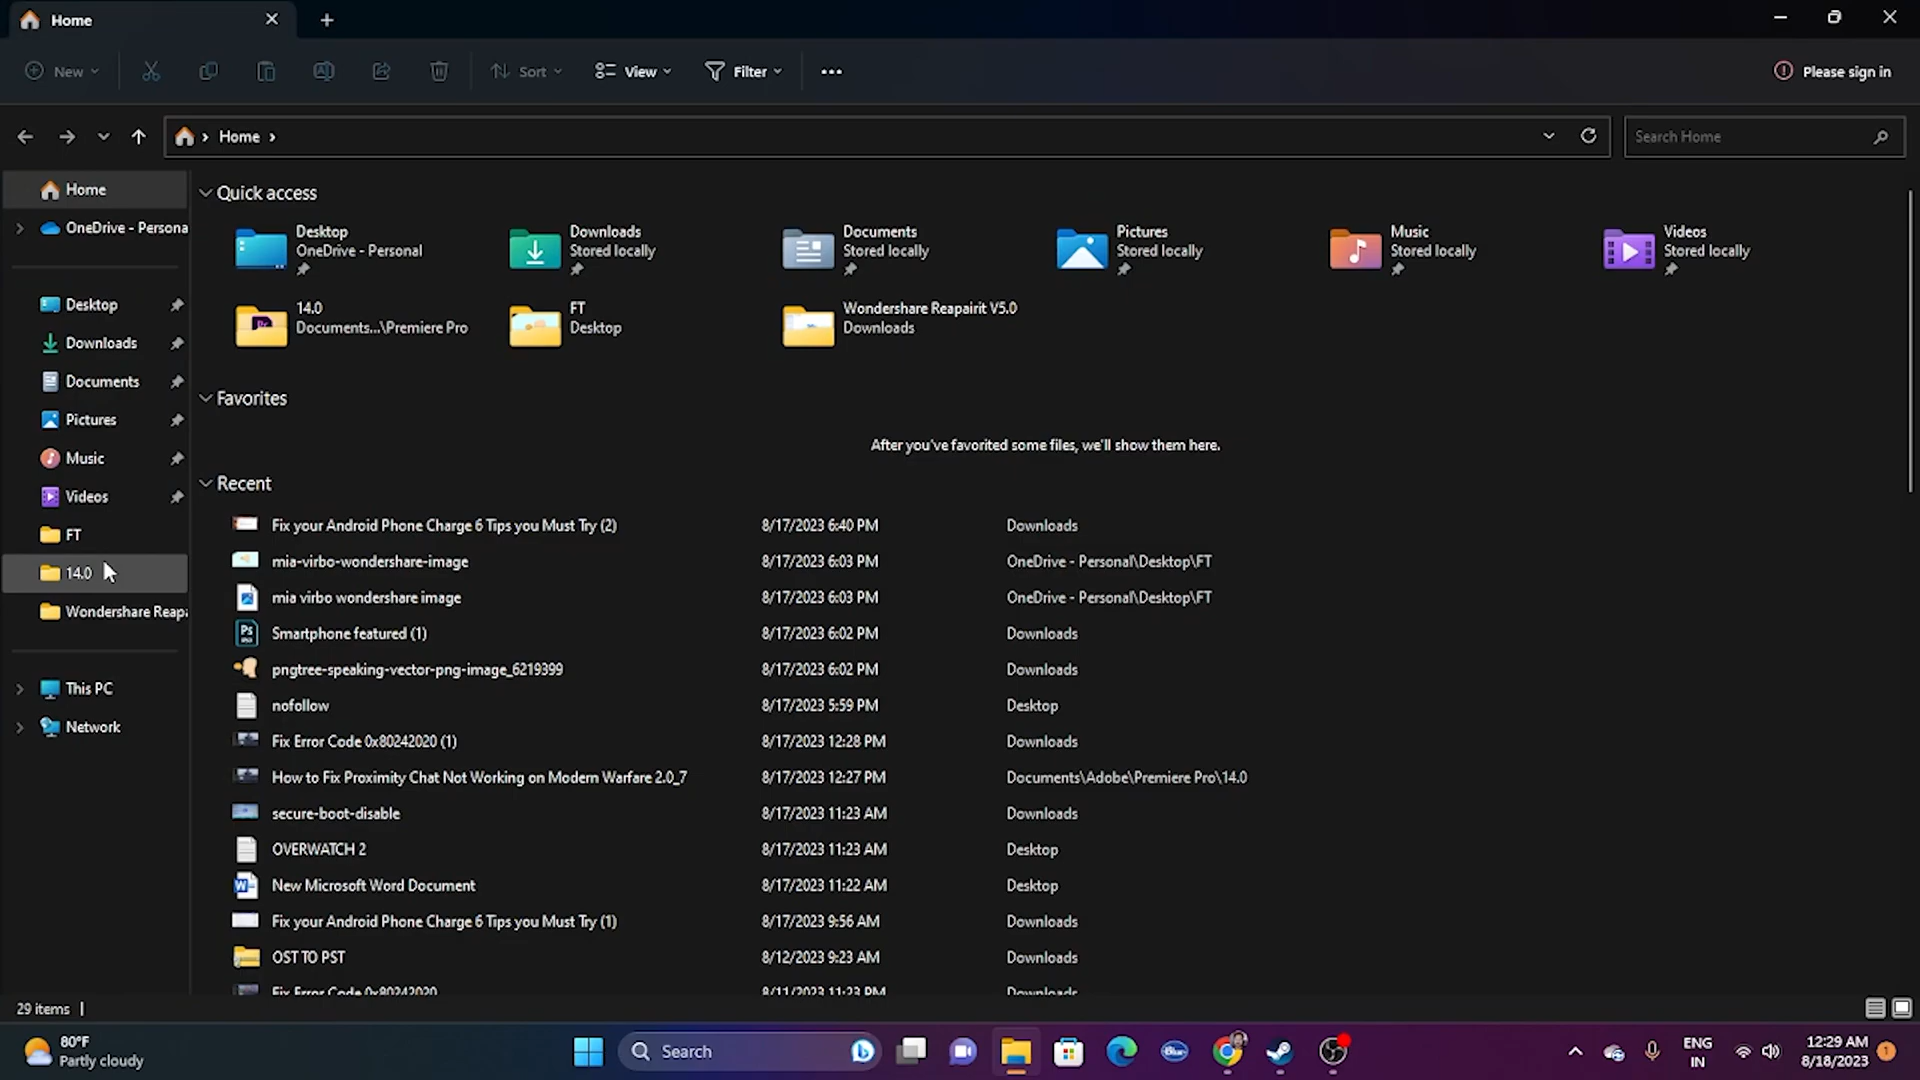 Home
New
Sort
View
Filter
Please sign in
Home
Search Home
Home
OneDrive - Persona
Desktop
Downloads
Documents
Pictures
Music
Videos
FT
14.0
Wondershare Reapa
This PC
Network
Quick access
Desktop
OneDrive - Personal
Downloads
Stored locally
Documents
Stored locally
Pictures
Stored locally
Music
Stored locally
Videos
Stored locally
14.0
Documents...\Premiere Pro
FT
Desktop
Wondershare Reapairit V5.0
Downloads
Favorites
After you've favorited some files, we'll show them here.
Recent
Fix your Android Phone Charge 6 Tips you Must Try (2) 8/17/2023 6:40 PM Downloads
mia-virbo-wondershare-image 8/17/2023 6:03 PM OneDrive - Personal\Desktop\FT
mia virbo wondershare image 8/17/2023 6:03 PM OneDrive - Personal\Desktop\FT
Smartphone featured (1) 8/17/2023 6:02 PM Downloads
pngtree-speaking-vector-png-image_6219399 8/17/2023 6:02 PM Downloads
nofollow 8/17/2023 5:59 PM Desktop
Fix Error Code 0x80242020 (1) 8/17/2023 12:28 PM Downloads
How to Fix Proximity Chat Not Working on Modern Warfare 2.0_7 8/17/2023 12:27 PM Documents\Adobe\Premiere Pro\14.0
secure-boot-disable 8/17/2023 11:23 AM Downloads
OVERWATCH 2 8/17/2023 11:23 AM Desktop
New Microsoft Word Document 8/17/2023 11:22 AM Desktop
Fix your Android Phone Charge 6 Tips you Must Try (1) 8/17/2023 9:56 AM Downloads
OST TO PST 8/12/2023 9:23 AM Downloads
Fix Error Code 0x80242020 8/11/2023 11:23 PM Downloads
29 items
80°F
Partly cloudy
Search
ENG
IN
12:29 AM
8/18/2023
1